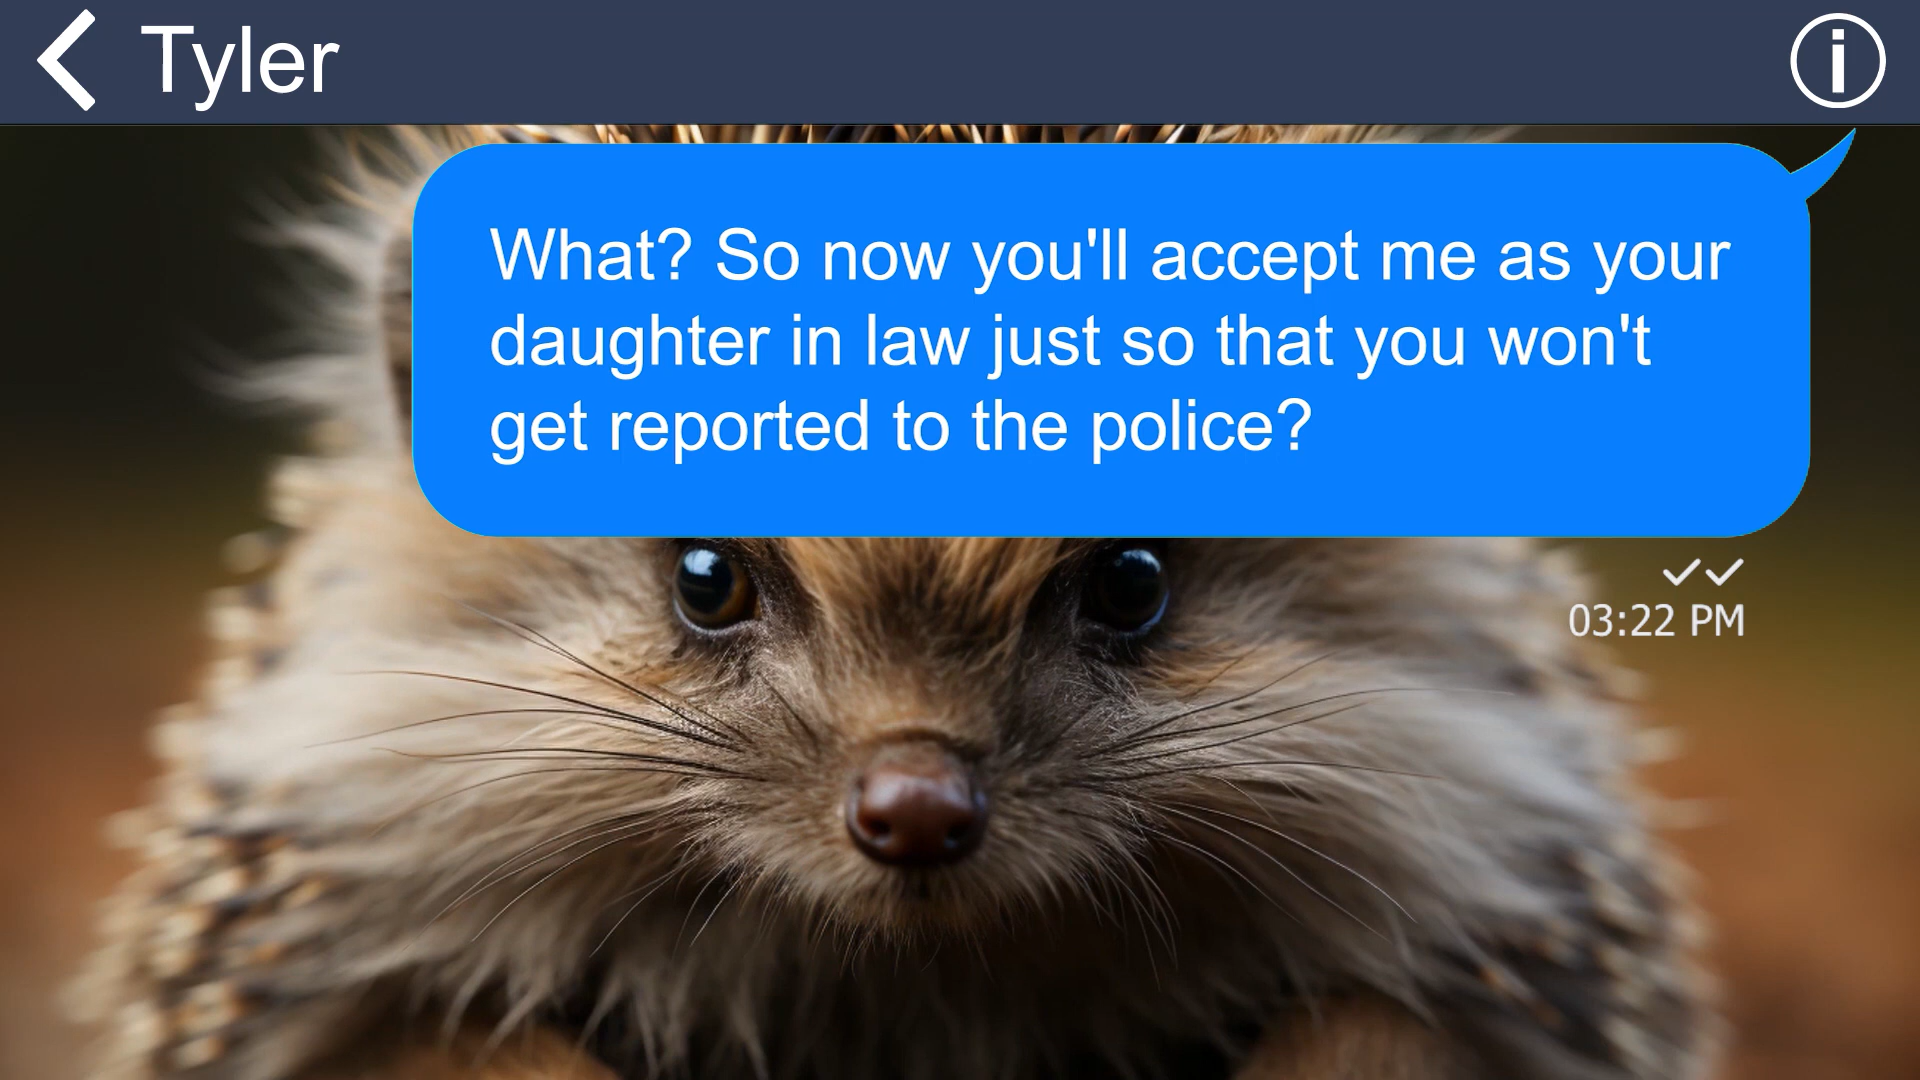 Tyler
What? So now you'll accept me as your
daughter in law just so that you won't
get reported to the police?
03:22 PM